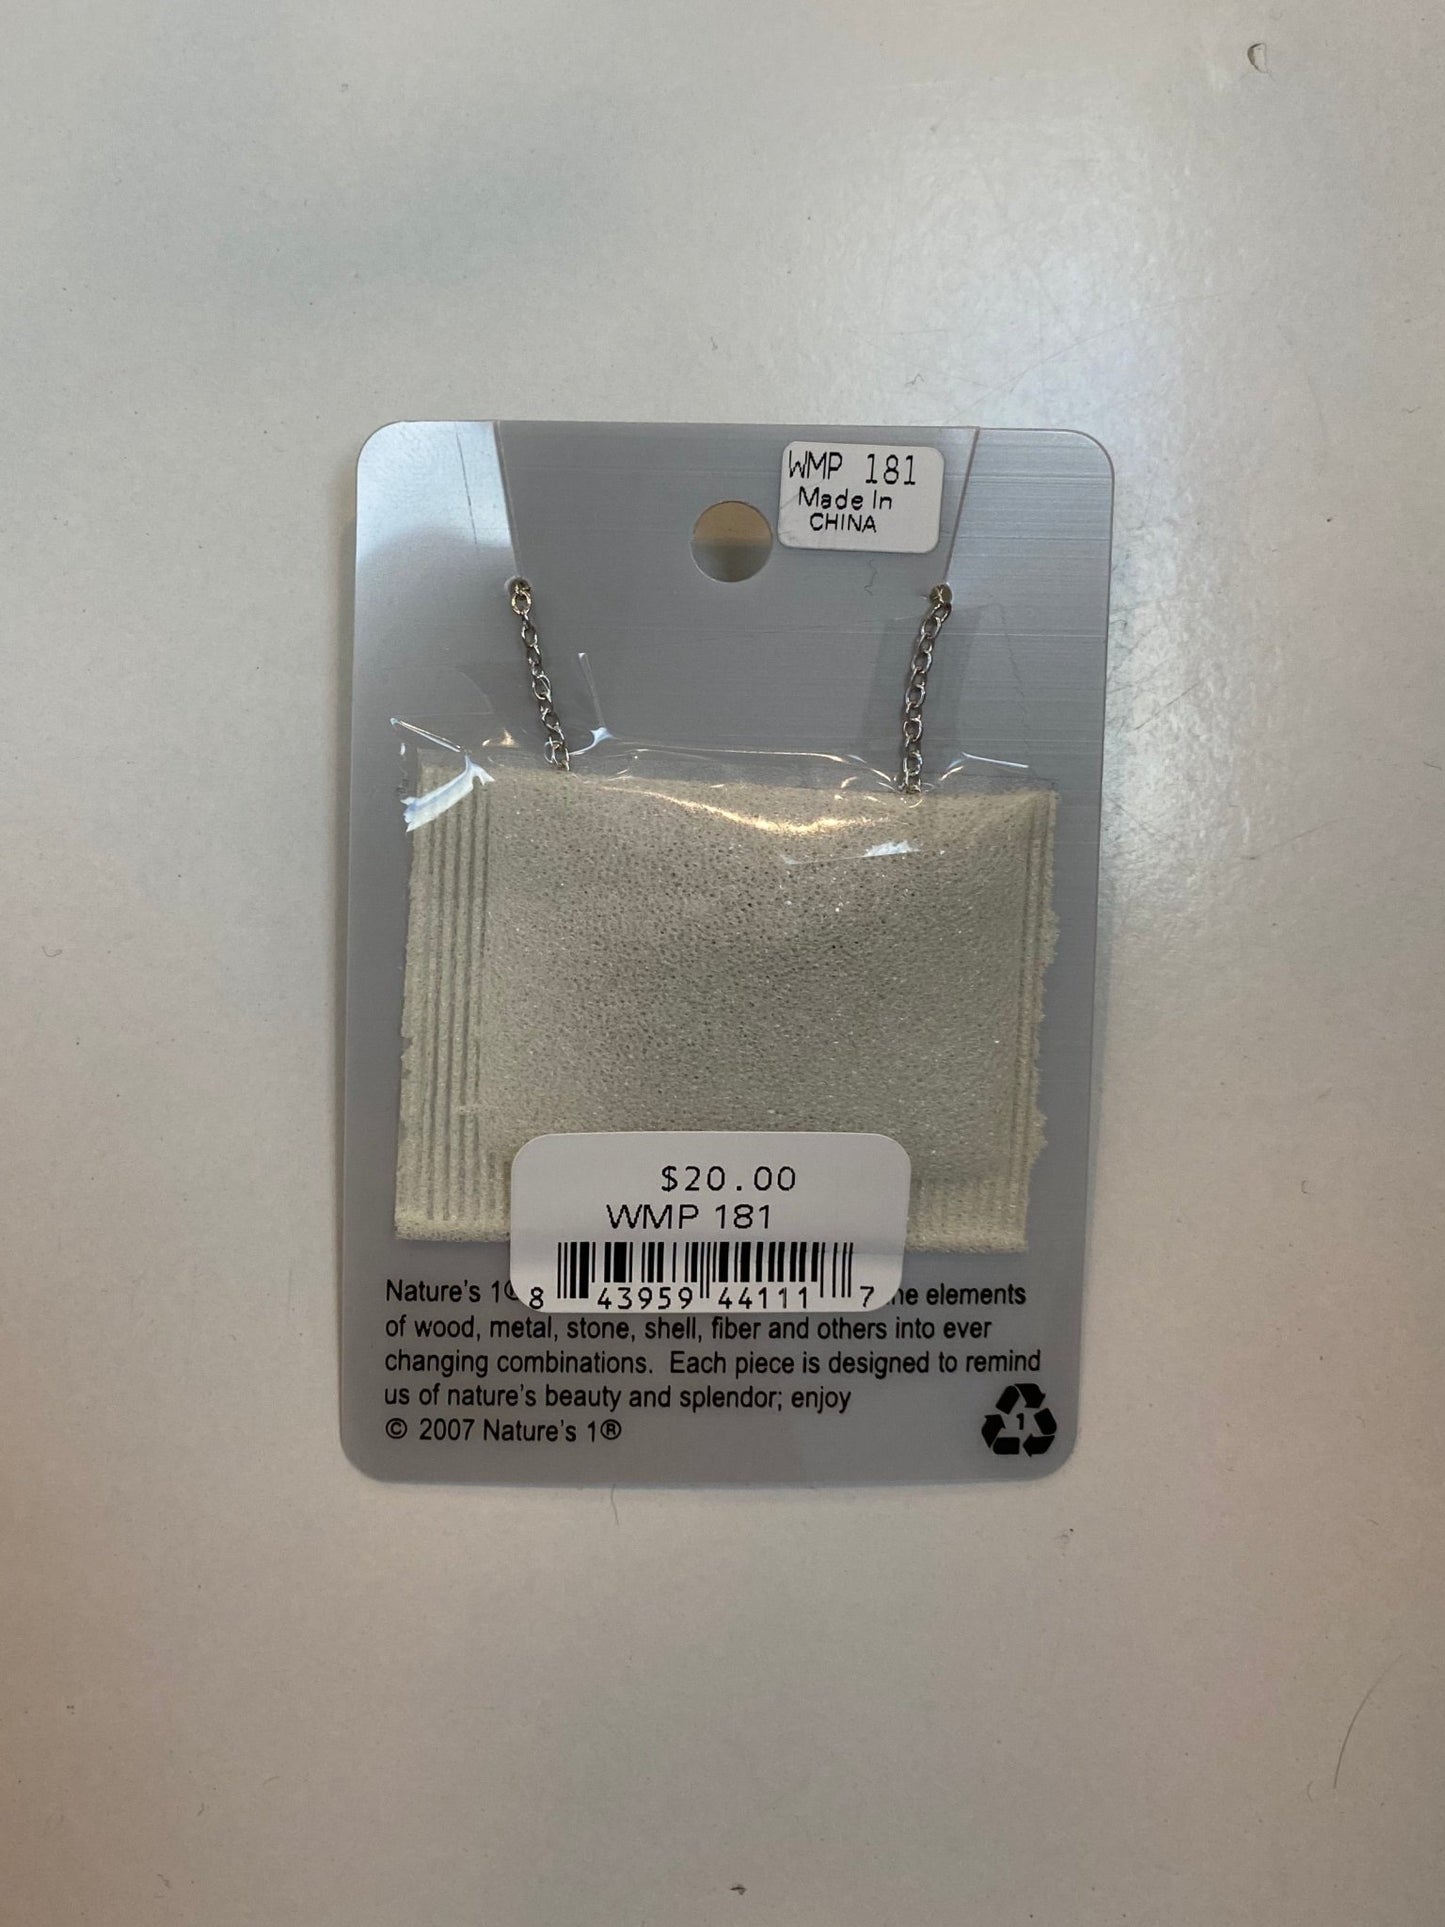 WMP 181
Made In
CHINA
$20.00
WMP 181
8 43959 44111 7
Nature's 1 elements
of wood, metal, stone, shell, fiber and others into ever
changing combinations. Each piece is designed to remind
us of nature's beauty and splendor; enjoy
© 2007 Nature's 1®
1